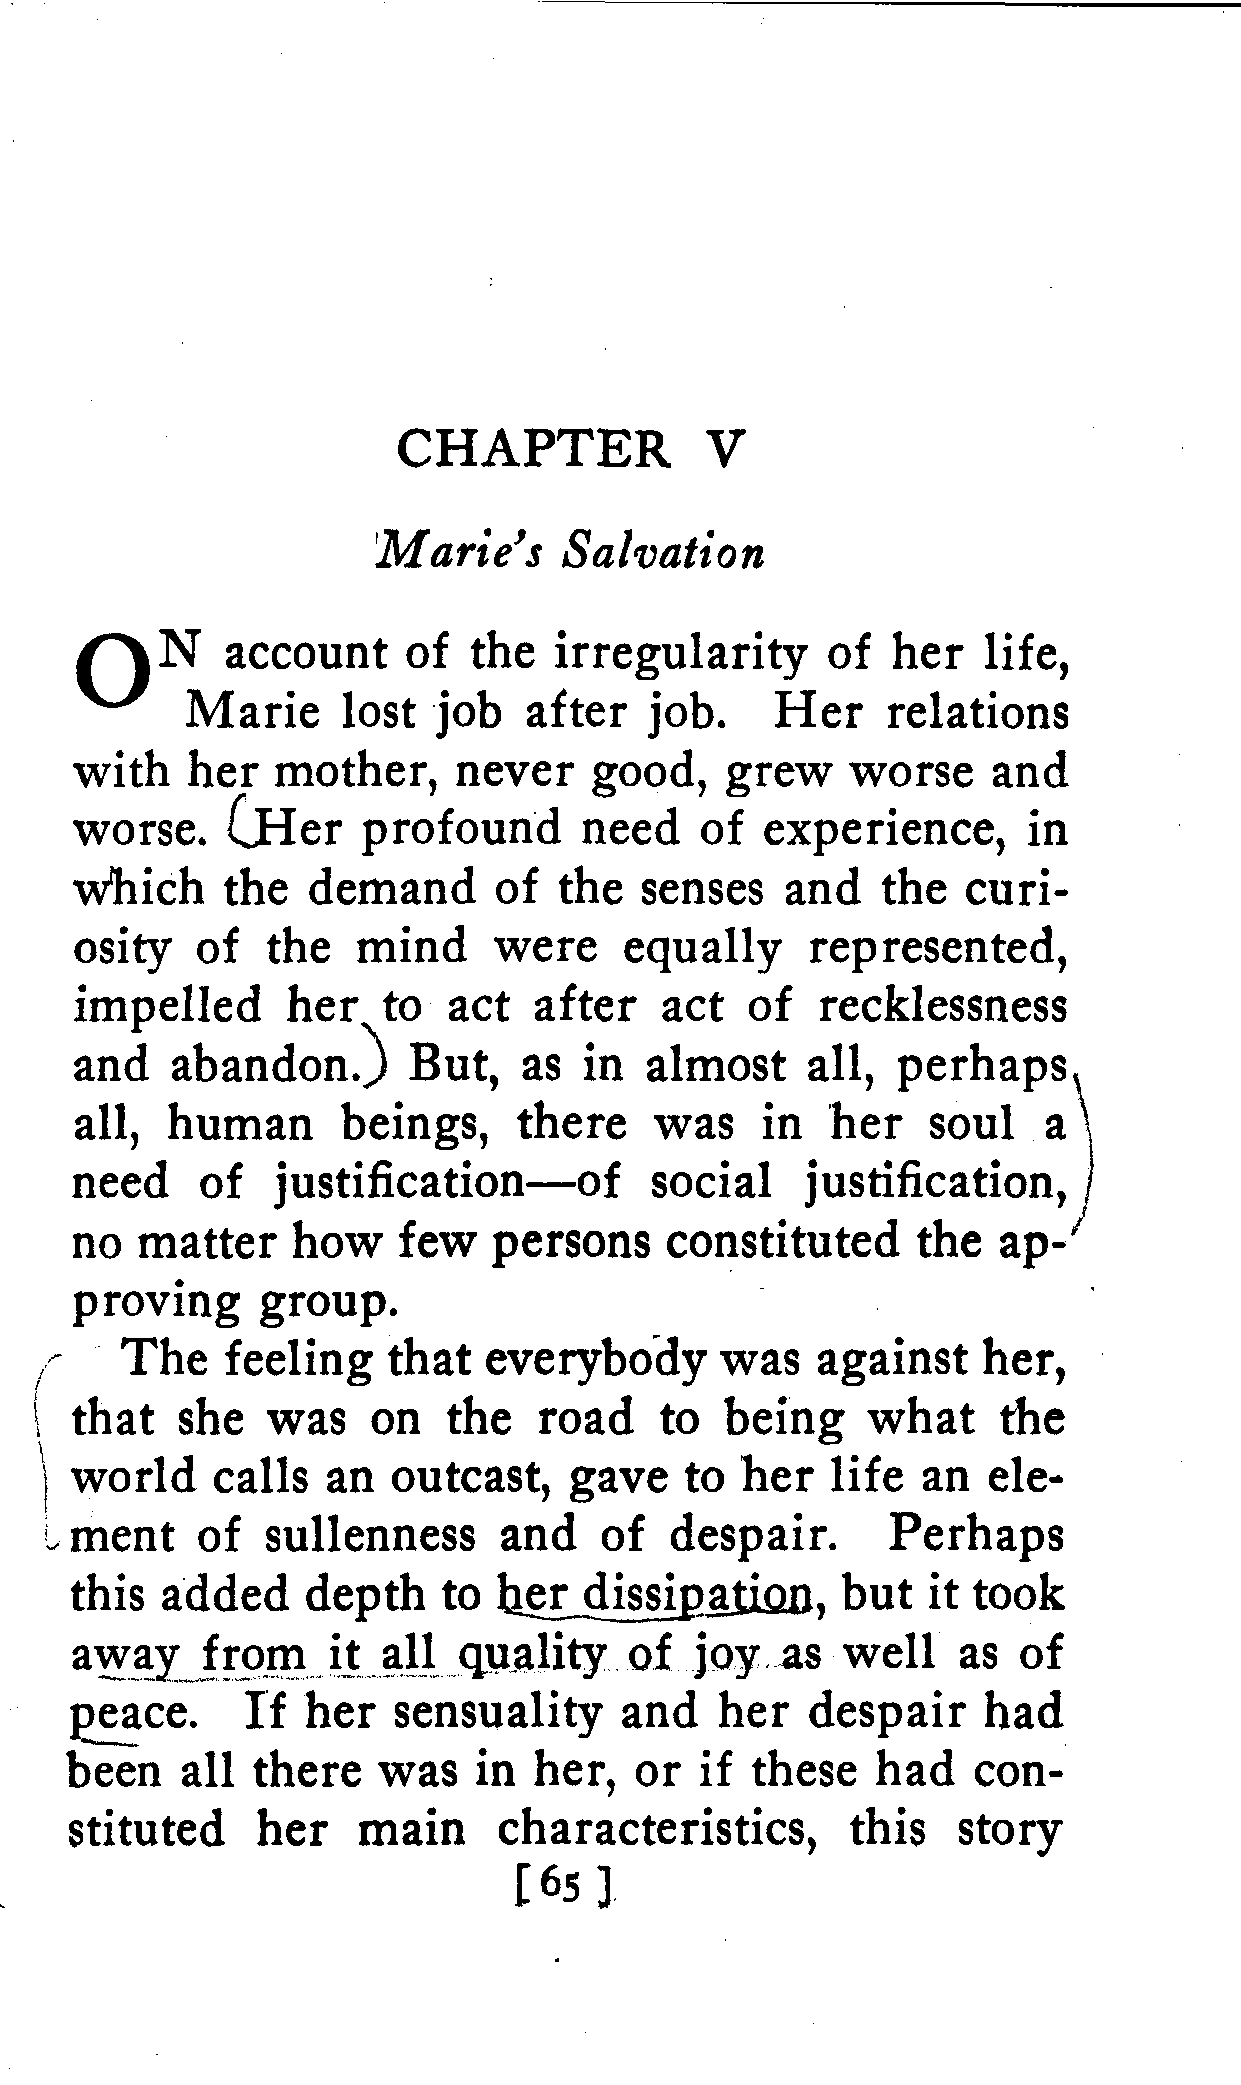 CHAPTER V
Marie's Salvation
ON account of the irregularity of her life,
Marie lost job after job. Her relations
with her mother, never good, grew worse and
worse. (Her profound need of experience, in
which the demand of the senses and the curi-
osity of the mind were equally represented,
impelled her to act after act of recklessness
and abandon.) But, as in almost all, perhaps
all, human beings, there was in her soul a
need of justification—of social justification,
no matter how few persons constituted the ap-
proving group.
The feeling that everybody was against her,
that she was on the road to being what the
world calls an outcast, gave to her life an ele-
ment of sullenness and of despair. Perhaps
this added depth to her dissipation, but it took
away from it all quality of joy as well as of
peace. If her sensuality and her despair had
been all there was in her, or if these had con-
stituted her main characteristics, this story
[65]